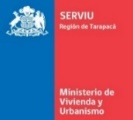 SERVIU
Región de Tarapacá
Ministerio de
Vivienda y
Urbanismo